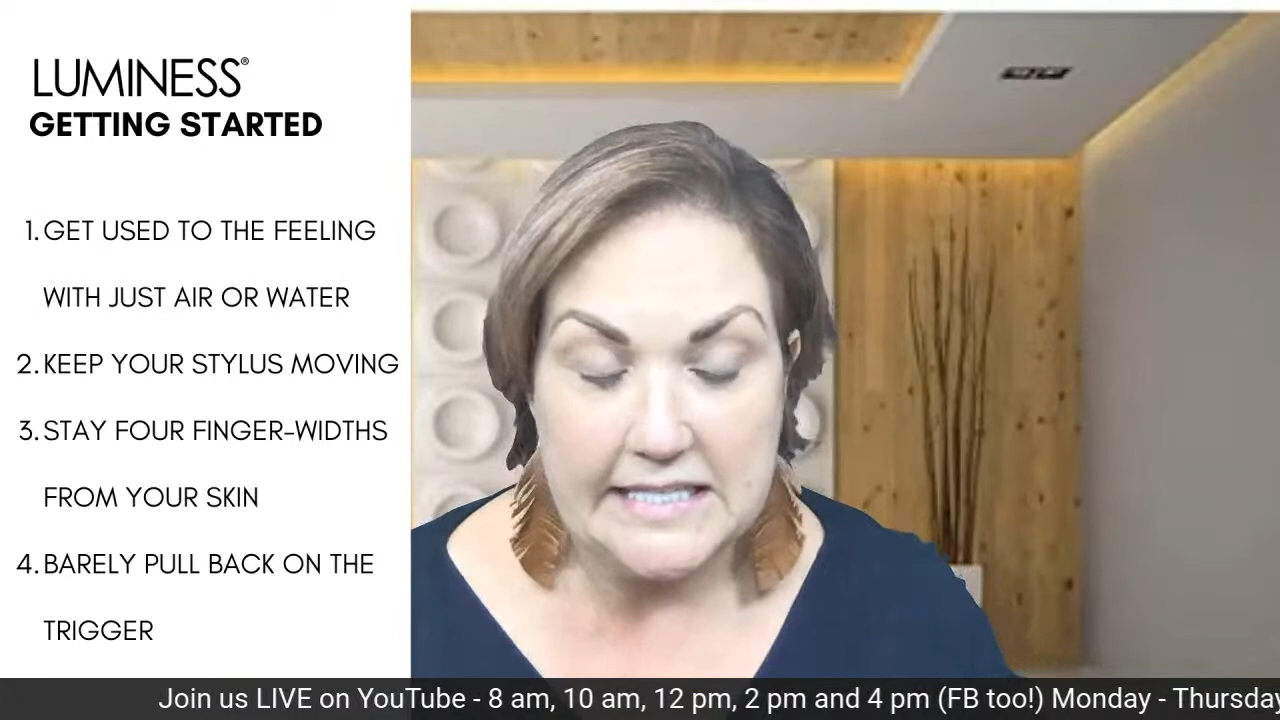 LUMINESS®
GETTING STARTED
1. GET USED TO THE FEELING
WITH JUST AIR OR WATER
2. KEEP YOUR STYLUS MOVING
3. STAY FOUR FINGER-WIDTHS
FROM YOUR SKIN
4. BARELY PULL BACK ON THE
TRIGGER
Join us LIVE on YouTube - 8 am, 10 am, 12 pm, 2 pm and 4 pm (FB too!) Monday - Thursday